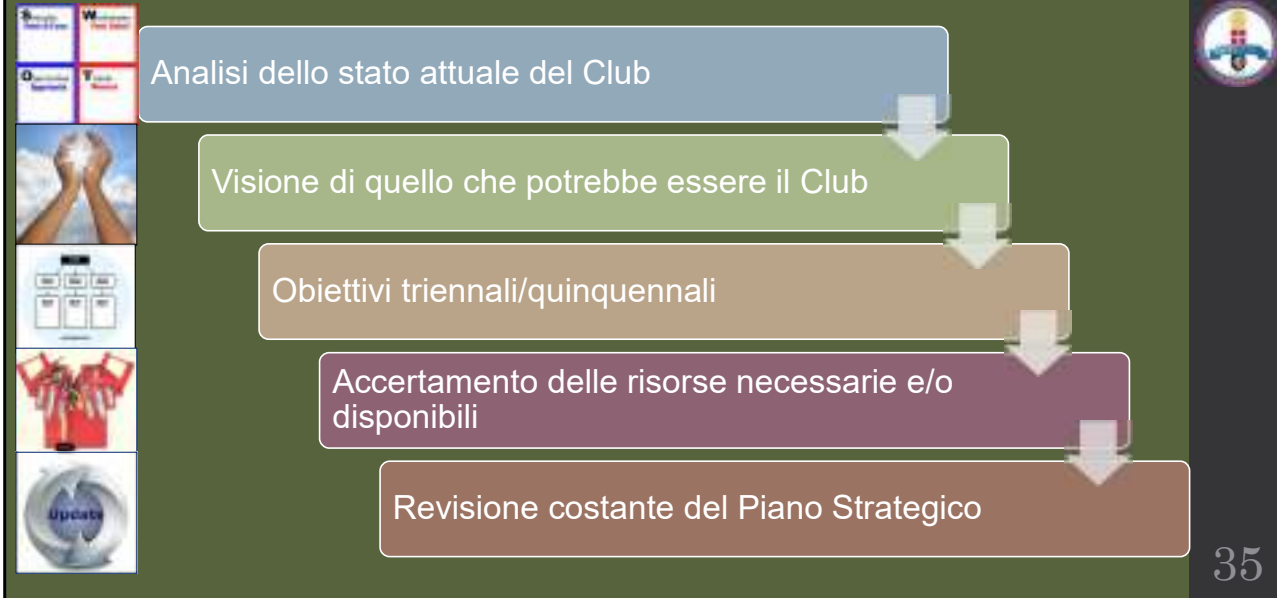 Analisi dello stato attuale del Club
Visione di quello che potrebbe essere il Club
Obiettivi triennali/quinquennali
Accertamento delle risorse necessarie e/o
disponibili
Update
Revisione costante del Piano Strategico
35